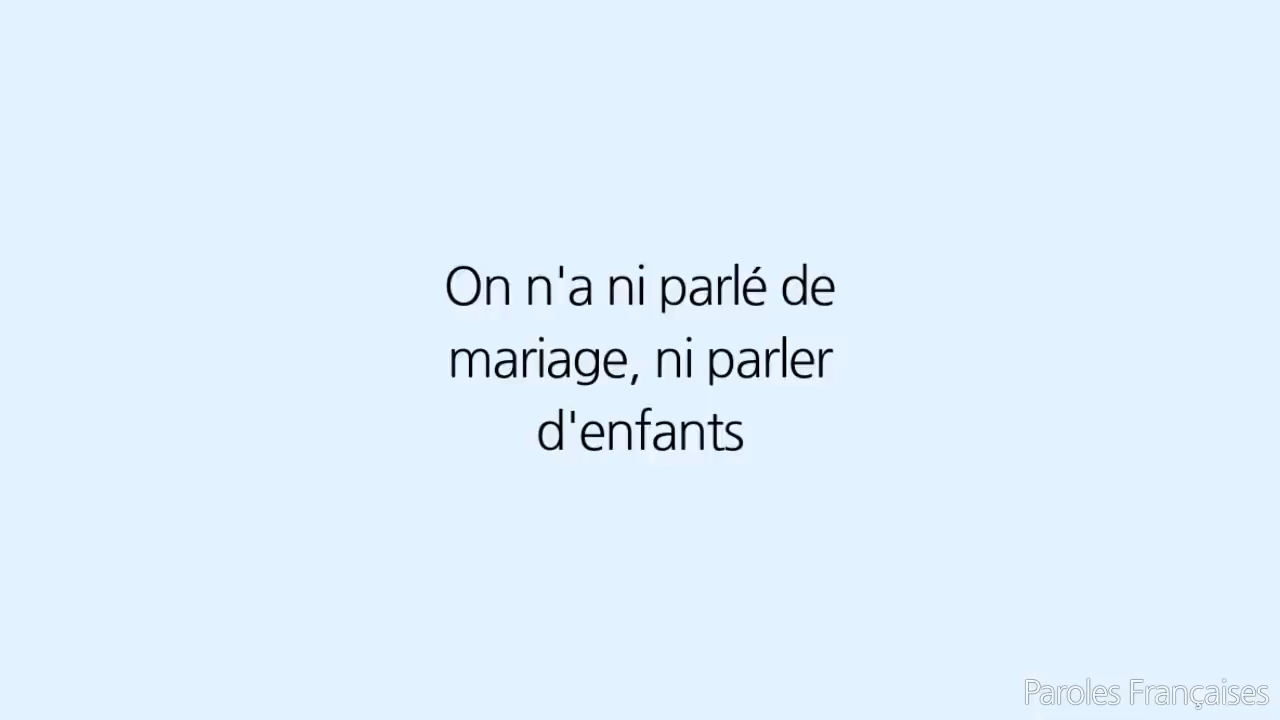 On n'a ni parlé de
mariage, ni parler
d'enfants
Paroles Françaises